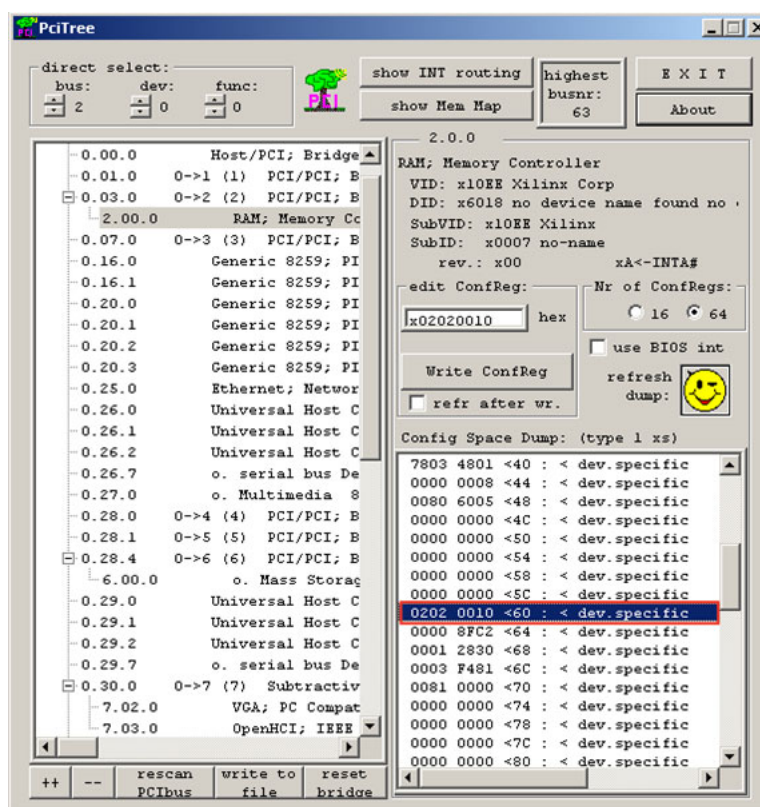 PciTree
direct select:
bus: dev: func:
2 0 0
PCI
show INT routing
show Mem Map
highest
busnr:
63
E X I T
About
0.00.0 Host/PCI; Bridge
0.01.0 0->1 (1) PCI/PCI; B
0.03.0 0->2 (2) PCI/PCI; B
2.00.0 RAM; Memory Co
0.07.0 0->3 (3) PCI/PCI; B
0.16.0 Generic 8259; PI
0.16.1 Generic 8259; PI
0.20.0 Generic 8259; PI
0.20.1 Generic 8259; PI
0.20.2 Generic 8259; PI
0.20.3 Generic 8259; PI
0.25.0 Ethernet; Networ
0.26.0 Universal Host C
0.26.1 Universal Host C
0.26.2 Universal Host C
0.26.7 o. serial bus De
0.27.0 o. Multimedia 8
0.28.0 0->4 (4) PCI/PCI; B
0.28.1 0->5 (5) PCI/PCI; B
0.28.4 0->6 (6) PCI/PCI; B
6.00.0 o. Mass Storag
0.29.0 Universal Host C
0.29.1 Universal Host C
0.29.2 Universal Host C
0.29.7 o. serial bus De
0.30.0 0->7 (7) Subtractiv
7.02.0 VGA; PC Compat
7.03.0 OpenHCI; IEEE
++ -- rescan PCIbus
write to file
reset bridge
2.0.0
RAM; Memory Controller
VID: x10EE Xilinx Corp
DID: x6018 no device name found no
SubVID: x10EE Xilinx
SubID: x0007 no-name
rev.: x00 xA<-INTA#
edit ConfReg:
x02020010 hex
Write ConfReg
refr after wr.
Nr of ConfRegs:
16 64
use BIOS int
refresh
dump:
Config Space Dump: (type 1 xs)
7803 4801 <40 : < dev.specific
0000 0008 <44 : < dev.specific
0080 6005 <48 : < dev.specific
0000 0000 <4C : < dev.specific
0000 0000 <50 : < dev.specific
0000 0000 <54 : < dev.specific
0000 0000 <58 : < dev.specific
0000 0000 <5C : < dev.specific
0202 0010 <60 : < dev.specific
0000 8FC2 <64 : < dev.specific
0001 2830 <68 : < dev.specific
0003 F481 <6C : < dev.specific
0081 0000 <70 : < dev.specific
0000 0000 <74 : < dev.specific
0000 0000 <78 : < dev.specific
0000 0000 <7C : < dev.specific
0000 0000 <80 : < dev.specific